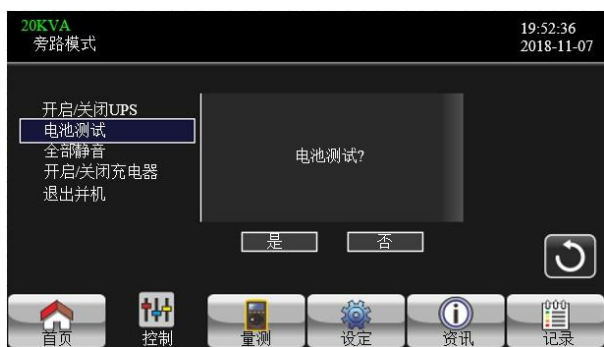 20KVA
旁路模式
19:52:36
2018-11-07
开启/关闭UPS
电池测试
全部静音
开启/关闭充电器
退出并机
电池测试?
是
否
首页
控制
量测
设定
资讯
记录